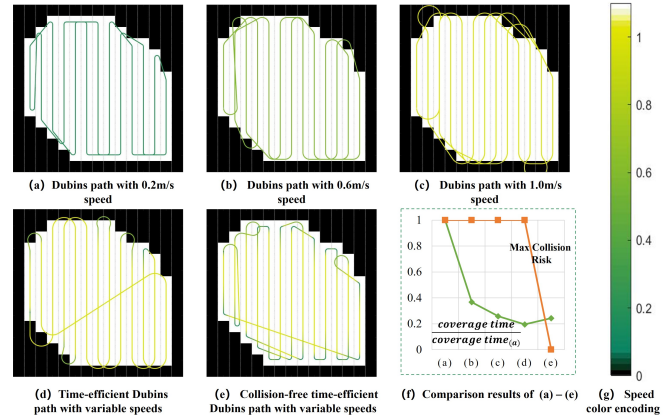 (a) Dubins path with 0.2m/s
speed
(b) Dubins path with 0.6m/s
speed
(c) Dubins path with 1.0m/s
speed
(d) Time-efficient Dubins
path with variable speeds
(e) Collision-free time-efficient
Dubins Path with variable speeds
1
0.8
0.6
0.4
0.2
0
Max Collision
Risk
coverage time
coverage time(a)
(a) (b) (c) (d) (e)
(f) Comparison results of (a) – (e)
1
0.8
0.6
0.4
0.2
0
(g) Speed
color encoding